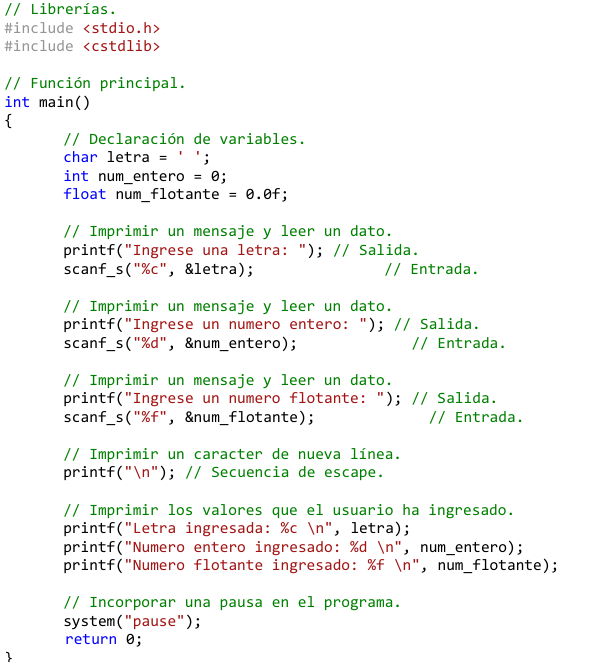 // Librerías.
#include <stdio.h>
#include <cstdlib>
// Función principal.
int main()
{
// Declaración de variables.
char letra = ' ';
int num_entero = 0;
float num_flotante = 0.0f;
// Imprimir un mensaje y leer un dato.
printf("Ingrese una letra: "); // Salida.
scanf_s("%c", &letra); // Entrada.
// Imprimir un mensaje y leer un dato.
printf("Ingrese un numero entero: "); // Salida.
scanf_s("%d", &num_entero); // Entrada.
// Imprimir un mensaje y leer un dato.
printf("Ingrese un numero flotante: "); // Salida.
scanf_s("%f", &num_flotante); // Entrada.
// Imprimir un caracter de nueva línea.
printf("\n"); // Secuencia de escape.
// Imprimir los valores que el usuario ha ingresado.
printf("Letra ingresada: %c \n", letra);
printf("Numero entero ingresado: %d \n", num_entero);
printf("Numero flotante ingresado: %f \n", num_flotante);
// Incorporar una pausa en el programa.
system("pause");
return 0;
}